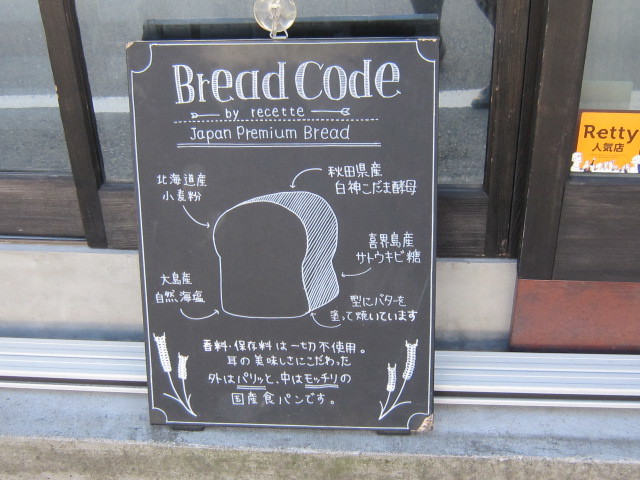 Bread Code
by recette
Japan Premium Bread
北海道産
小麦粉
秋田県産
白神こだま酵母
喜界島産
サトウキビ糖
大島産
自然海塩
型にバターを
塗って焼いています
香料・保存料は一切不使用。
耳の美味しさにこだわった
外はパリッと、中はモッチリの
国産食パンです。
Retty
人気店